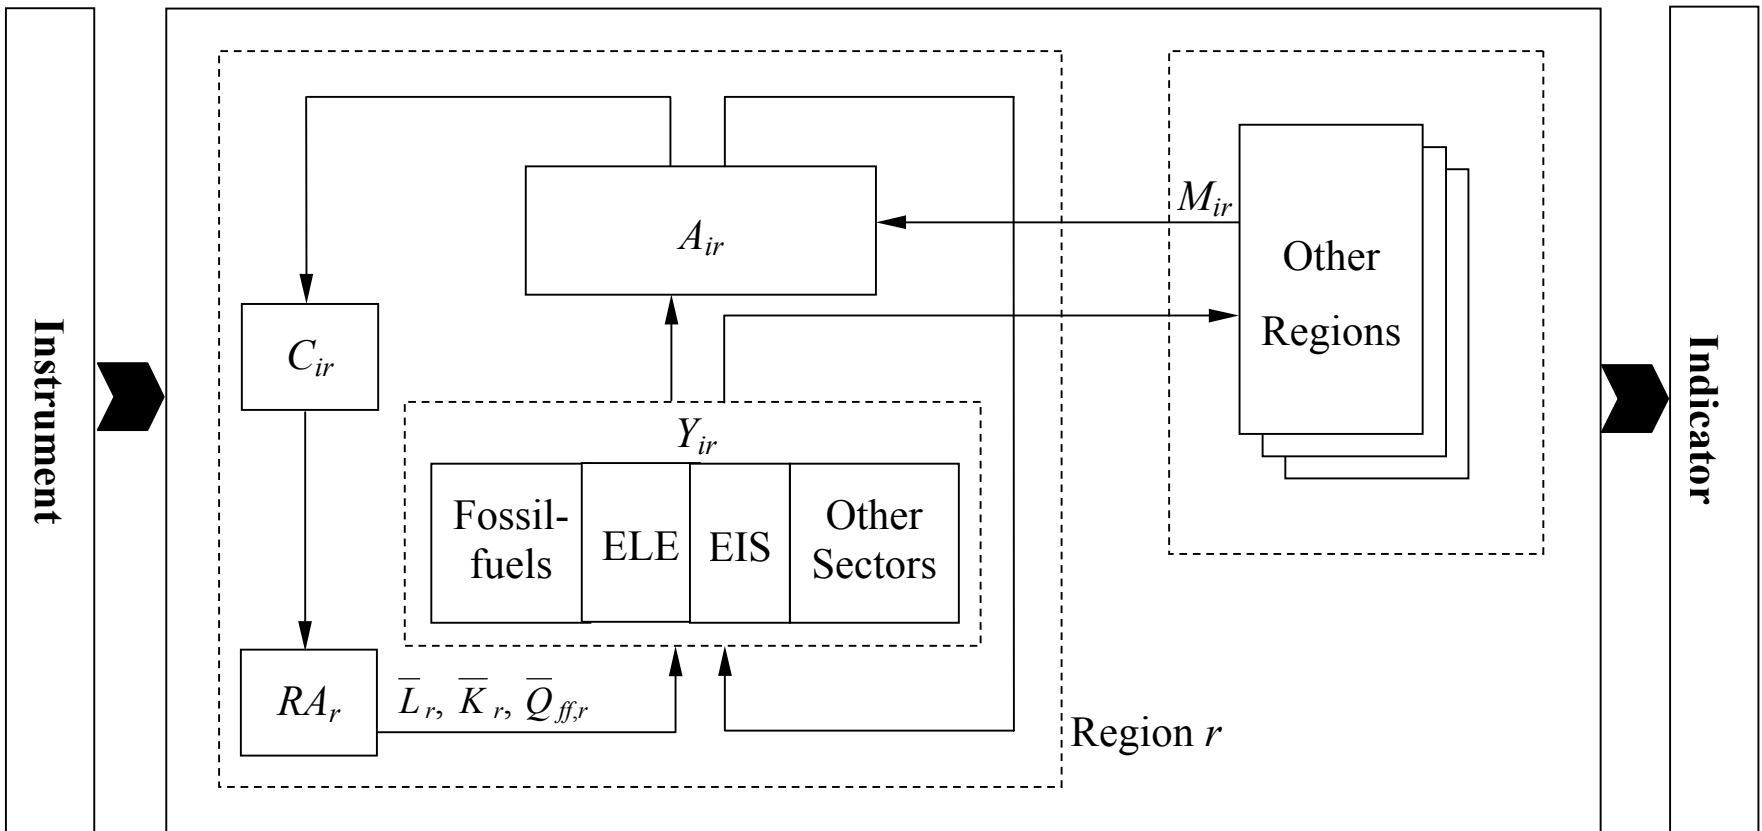 Instrument
A_ir
M_ir
Other
Regions
C_ir
Y_ir
Fossil-
fuels
ELE
EIS
Other
Sectors
RA_r
L̅_r, K̅_r, Q̅_ff,r
Region r
Indicator